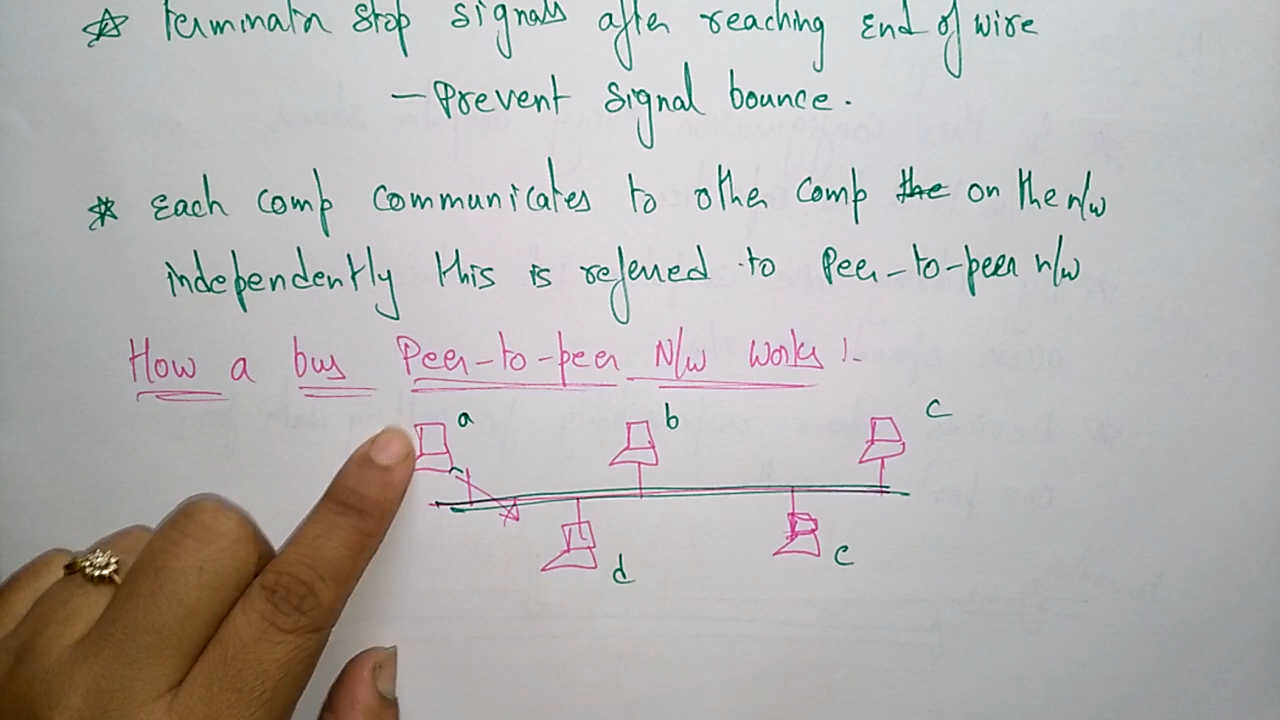 ☆ Terminator stop signals after reaching end of wire
— Prevent signal bounce.
* Each comp communicates to other comp the on the n/w
independently this is referred to Peer-to-peer n/w
How a bus Peer-to-peer N/w works !-
a
b
c
d
e